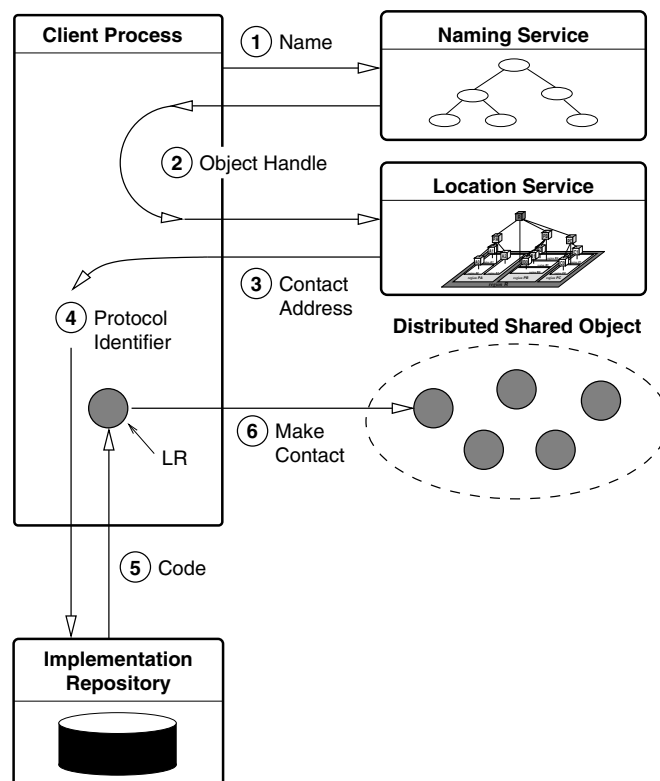 Client Process
1 Name
Naming Service
2 Object Handle
Location Service
3 Contact
Address
4 Protocol
Identifier
Distributed Shared Object
LR
6 Make
Contact
5 Code
Implementation
Repository